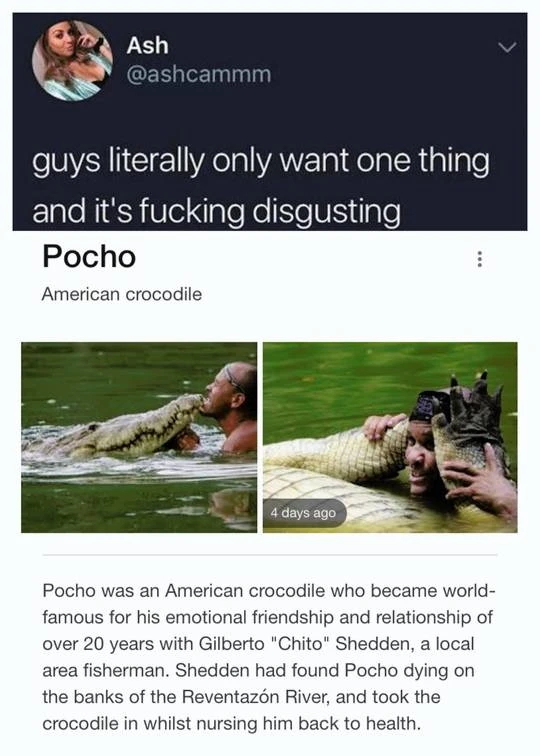 Ash
@ashcammm
guys literally only want one thing
and it's fucking disgusting
Pocho
American crocodile
4 days ago
Pocho was an American crocodile who became world-
famous for his emotional friendship and relationship of
over 20 years with Gilberto "Chito" Shedden, a local
area fisherman. Shedden had found Pocho dying on
the banks of the Reventazón River, and took the
crocodile in whilst nursing him back to health.